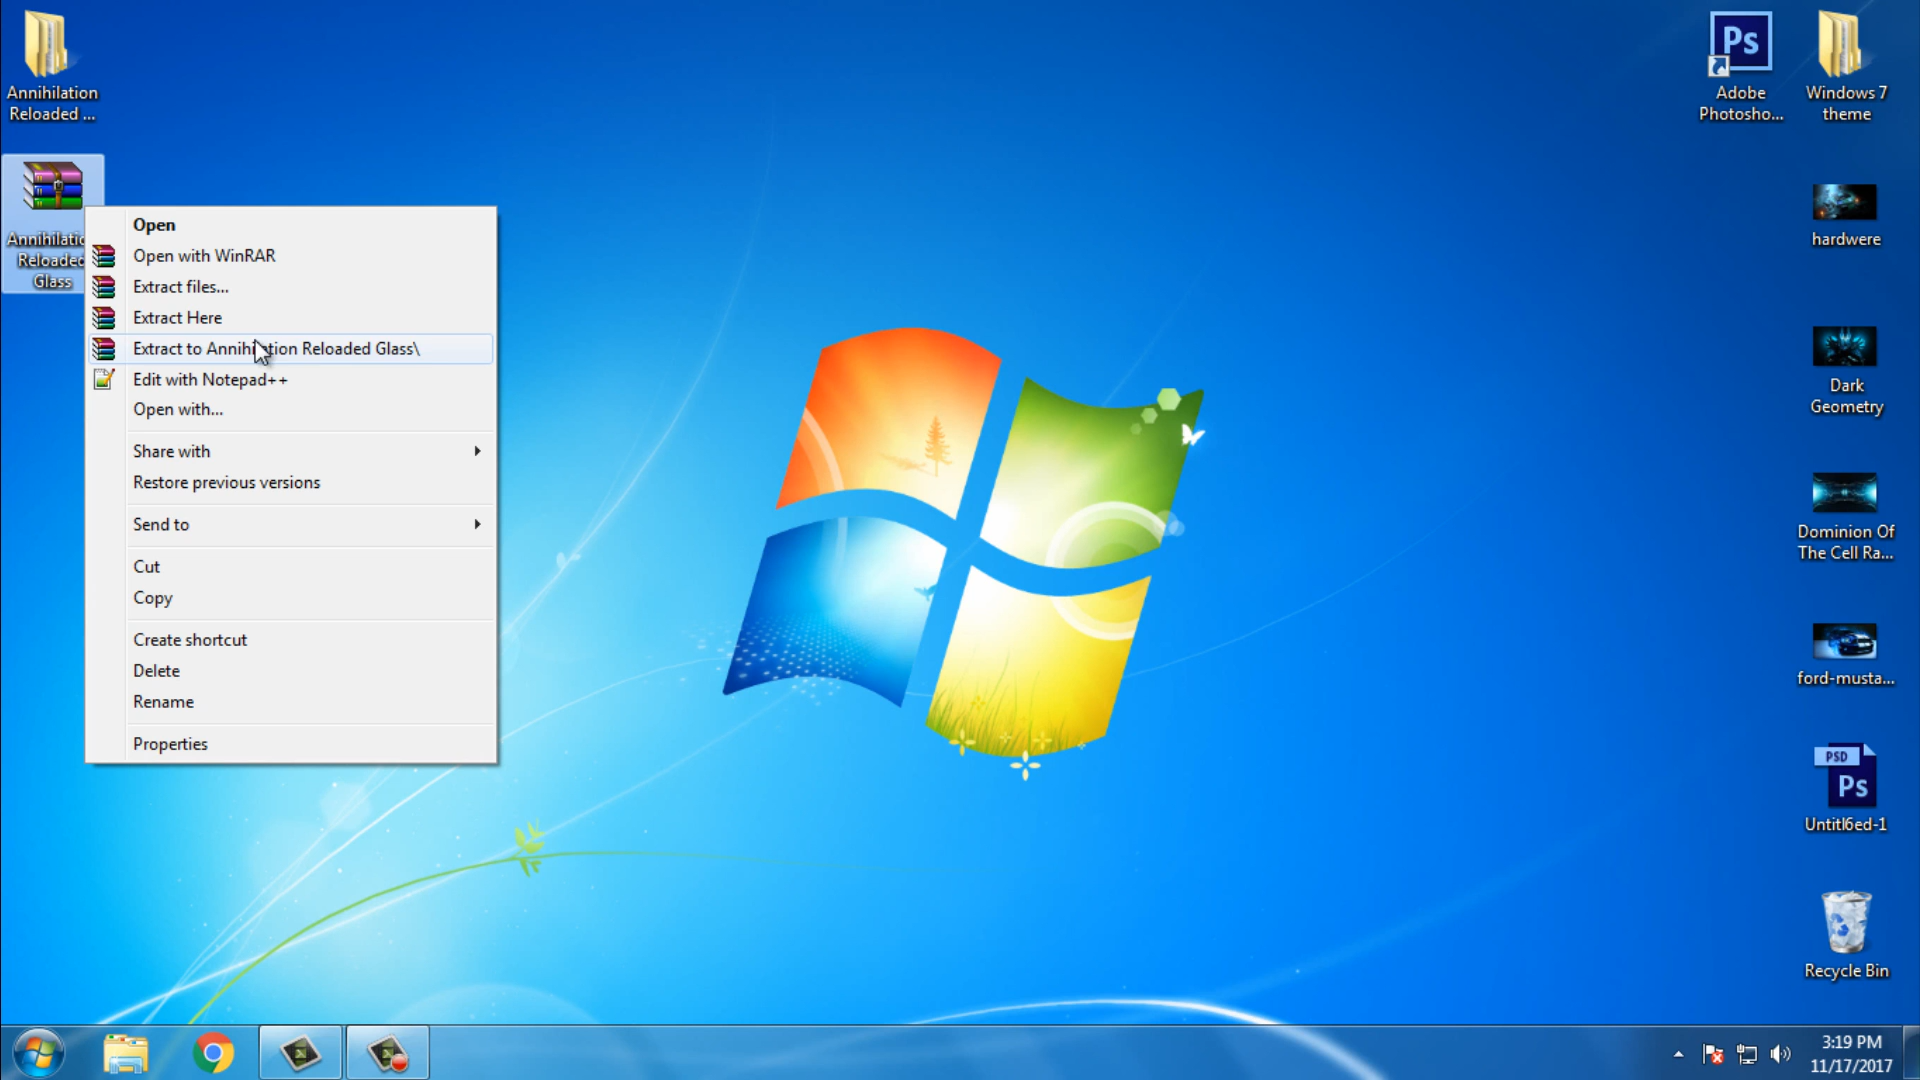 Annihilation
Reloaded ...
Annihilatio
Reloaded
Glass
Open
Open with WinRAR
Extract files...
Extract Here
Extract to Annihilation Reloaded Glass\
Edit with Notepad++
Open with...
Share with
Restore previous versions
Send to
Cut
Copy
Create shortcut
Delete
Rename
Properties
Ps
Adobe
Photosho...
Windows 7
theme
hardwere
Dark
Geometry
Dominion Of
The Cell Ra...
ford-musta...
PSD
Ps
Untitl6ed-1
Recycle Bin
3:19 PM
11/17/2017